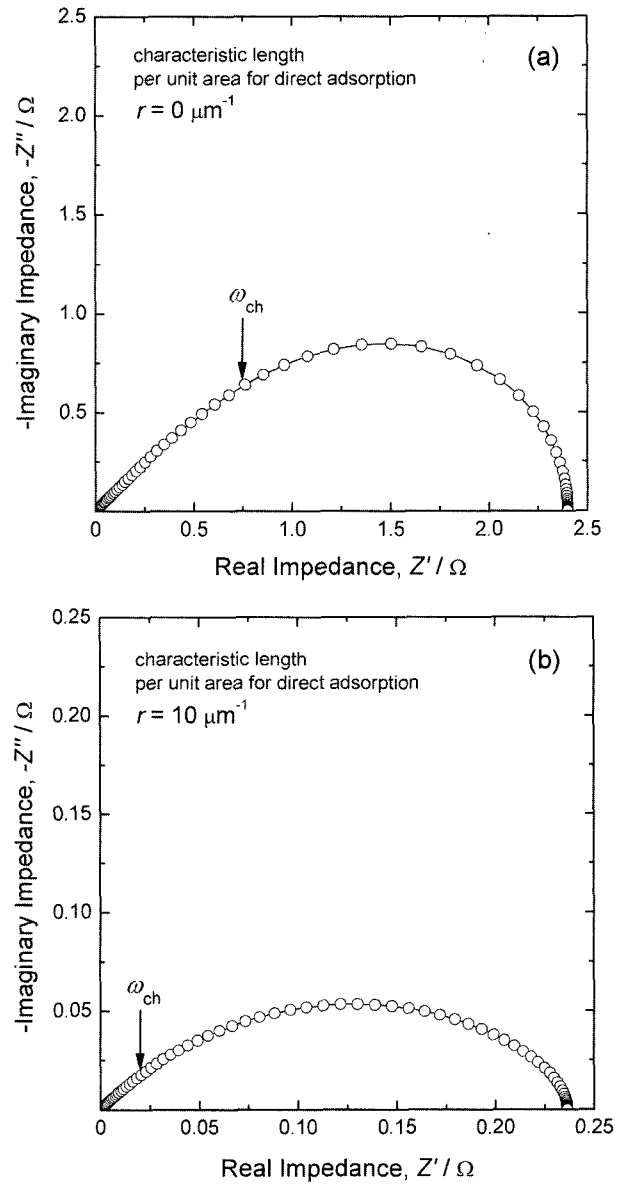 2.5
2.0
1.5
1.0
0.5
-Imaginary Impedance, -Z" / Ω
characteristic length
per unit area for direct adsorption
r = 0 μm⁻¹
(a)
ω_ch
0
0.5
1.0
1.5
2.0
2.5
Real Impedance, Z' / Ω
0.25
0.20
0.15
0.10
0.05
-Imaginary Impedance, -Z" / Ω
characteristic length
per unit area for direct adsorption
r = 10 μm⁻¹
(b)
ω_ch
0
0.05
0.10
0.15
0.20
0.25
Real Impedance, Z' / Ω